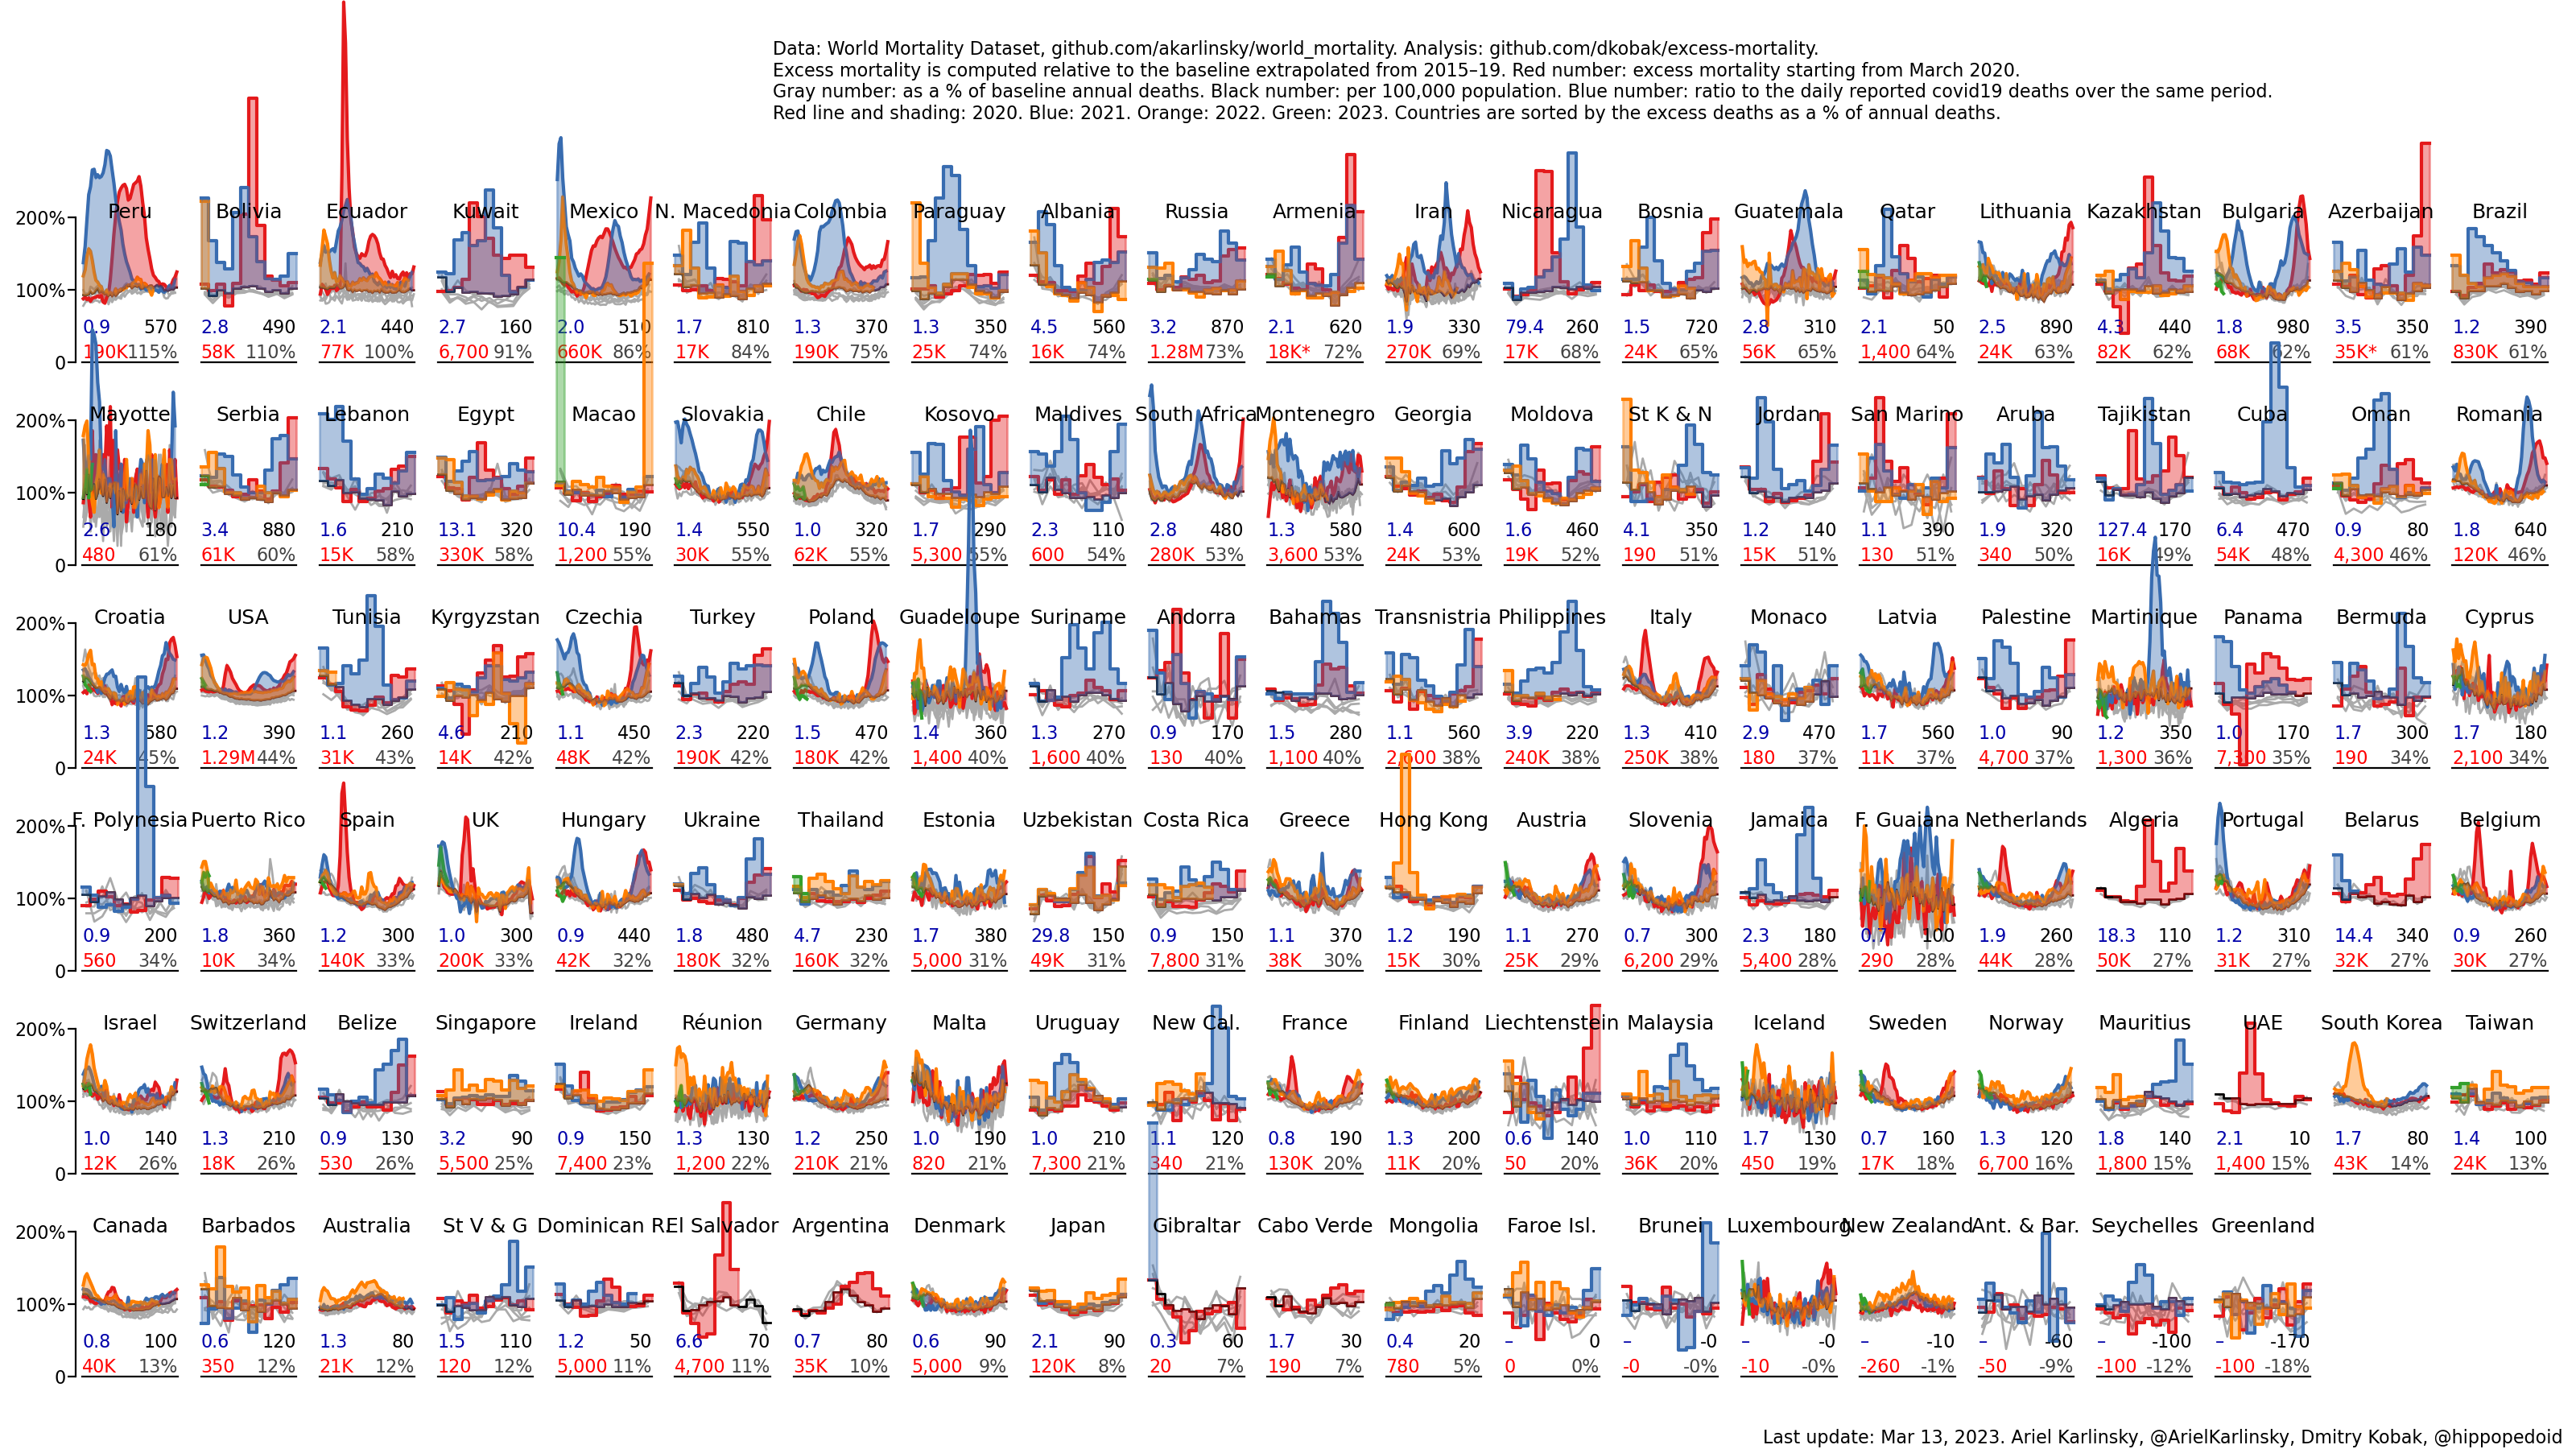 Data: World Mortality Dataset, github.com/akarlinsky/world_mortality. Analysis: github.com/dkobak/excess-mortality.
Excess mortality is computed relative to the baseline extrapolated from 2015–19. Red number: excess mortality starting from March 2020.
Gray number: as a % of baseline annual deaths. Black number: per 100,000 population. Blue number: ratio to the daily reported covid19 deaths over the same period.
Red line and shading: 2020. Blue: 2021. Orange: 2022. Green: 2023. Countries are sorted by the excess deaths as a % of annual deaths.
200% Peru Bolivia Ecuador Kuwait Mexico N. Macedonia Colombia Paraguay Albania Russia Armenia Iran Nicaragua Bosnia Guatemala Qatar Lithuania Kazakhstan Bulgaria Azerbaijan Brazil
100%
0.9 570 2.8 490 2.1 440 2.7 160 2.0 510 1.7 810 1.3 370 1.3 350 4.5 560 3.2 870 2.1 620 1.9 330 79.4 260 1.5 720 2.8 310 2.1 50 2.5 890 4.3 440 1.8 980 3.5 350 1.2 390
0 190K 115% 58K 110% 77K 100% 6,700 91% 660K 86% 17K 84% 190K 75% 25K 74% 16K 74% 1.28M 73% 18K* 72% 270K 69% 17K 68% 24K 65% 56K 65% 1,400 64% 24K 63% 82K 62% 68K 62% 35K* 61% 830K 61%
200% Mayotte Serbia Lebanon Egypt Macao Slovakia Chile Kosovo Maldives South Africa Montenegro Georgia Moldova St K & N Jordan San Marino Aruba Tajikistan Cuba Oman Romania
100%
2.6 180 3.4 880 1.6 210 13.1 320 10.4 190 1.4 550 1.0 320 1.7 290 2.3 110 2.8 480 1.3 580 1.4 600 1.6 460 4.1 350 1.2 140 1.1 390 1.9 320 127.4 170 6.4 470 0.9 80 1.8 640
0 480 61% 61K 60% 15K 58% 330K 58% 1,200 55% 30K 55% 62K 55% 5,300 55% 600 54% 280K 53% 3,600 53% 24K 53% 19K 52% 190 51% 15K 51% 130 51% 340 50% 16K 49% 54K 48% 4,300 46% 120K 46%
200% Croatia USA Tunisia Kyrgyzstan Czechia Turkey Poland Guadeloupe Suriname Andorra Bahamas Transnistria Philippines Italy Monaco Latvia Palestine Martinique Panama Bermuda Cyprus
100%
1.3 580 1.2 390 1.1 260 4.6 210 1.1 450 2.3 220 1.5 470 1.4 360 1.3 270 0.9 170 1.5 280 1.1 560 3.9 220 1.3 410 2.9 470 1.7 560 1.0 90 1.2 350 1.0 170 1.7 300 1.7 180
0 24K 45% 1.29M 44% 31K 43% 14K 42% 48K 42% 190K 42% 180K 42% 1,400 40% 1,600 40% 130 40% 1,100 40% 2,600 38% 240K 38% 250K 38% 180 37% 11K 37% 4,700 37% 1,300 36% 7,300 35% 190 34% 2,100 34%
200% F. Polynesia Puerto Rico Spain UK Hungary Ukraine Thailand Estonia Uzbekistan Costa Rica Greece Hong Kong Austria Slovenia Jamaica F. Guaiana Netherlands Algeria Portugal Belarus Belgium
100%
0.9 200 1.8 360 1.2 300 1.0 300 0.9 440 1.8 480 4.7 230 1.7 380 29.8 150 0.9 150 1.1 370 1.2 190 1.1 270 0.7 300 2.3 180 0.7 100 1.9 260 18.3 110 1.2 310 14.4 340 0.9 260
0 560 34% 10K 34% 140K 33% 200K 33% 42K 32% 180K 32% 160K 32% 5,000 31% 49K 31% 7,800 31% 38K 30% 15K 30% 25K 29% 6,200 29% 5,400 28% 290 28% 44K 28% 50K 27% 31K 27% 32K 27% 30K 27%
200% Israel Switzerland Belize Singapore Ireland Réunion Germany Malta Uruguay New Cal. France Finland Liechtenstein Malaysia Iceland Sweden Norway Mauritius UAE South Korea Taiwan
100%
1.0 140 1.3 210 0.9 130 3.2 90 0.9 150 1.3 130 1.2 250 1.0 190 1.0 210 1.1 120 0.8 190 1.3 200 0.6 140 1.0 110 1.7 130 0.7 160 1.3 120 1.8 140 2.1 10 1.7 80 1.4 100
0 12K 26% 18K 26% 530 26% 5,500 25% 7,400 23% 1,200 22% 210K 21% 820 21% 7,300 21% 340 21% 130K 20% 11K 20% 50 20% 36K 20% 450 19% 17K 18% 6,700 16% 1,800 15% 1,400 15% 43K 14% 24K 13%
200% Canada Barbados Australia St V & G Dominican R. El Salvador Argentina Denmark Japan Gibraltar Cabo Verde Mongolia Faroe Isl. Brunei Luxembourg New Zealand Ant. & Bar. Seychelles Greenland
100%
0.8 100 0.6 120 1.3 80 1.5 110 1.2 50 6.6 70 0.7 80 0.6 90 2.1 90 0.3 60 1.7 30 0.4 20 – 0 – -0 – -0 – -10 – -60 – -100 – -170
0 40K 13% 350 12% 21K 12% 120 12% 5,000 11% 4,700 11% 35K 10% 5,000 9% 120K 8% 20 7% 190 7% 780 5% 0 0% -0 -0% -10 -0% -260 -1% -50 -9% -100 -12% -100 -18%
Last update: Mar 13, 2023. Ariel Karlinsky, @ArielKarlinsky, Dmitry Kobak, @hippopedoid